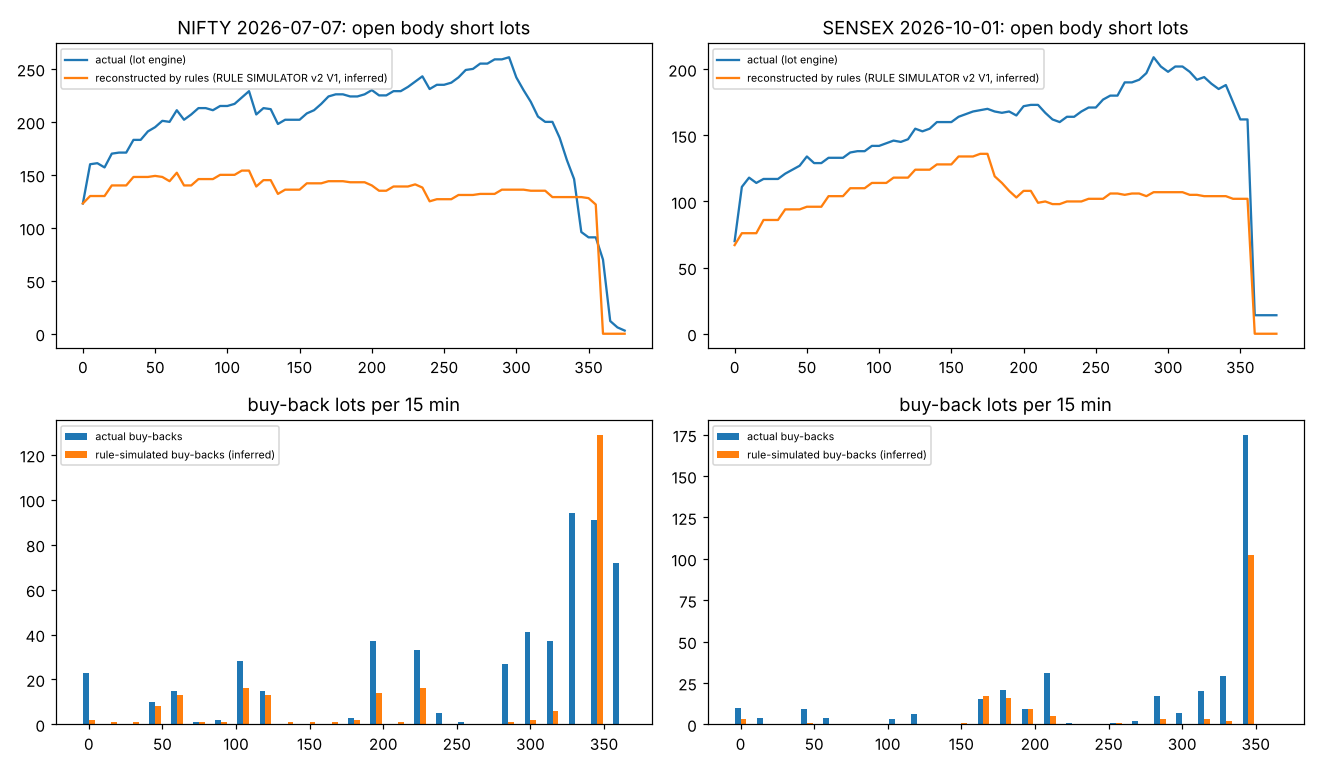 NIFTY 2026-07-07: open body short lots
actual (lot engine)
reconstructed by rules (RULE SIMULATOR v2 V1, inferred)
250
200
150
100
50
0
0 50 100 150 200 250 300 350
SENSEX 2026-10-01: open body short lots
actual (lot engine)
reconstructed by rules (RULE SIMULATOR v2 V1, inferred)
200
150
100
50
0
0 50 100 150 200 250 300 350
buy-back lots per 15 min
actual buy-backs
rule-simulated buy-backs (inferred)
120
100
80
60
40
20
0
0 50 100 150 200 250 300 350
buy-back lots per 15 min
actual buy-backs
rule-simulated buy-backs (inferred)
175
150
125
100
75
50
25
0
0 50 100 150 200 250 300 350